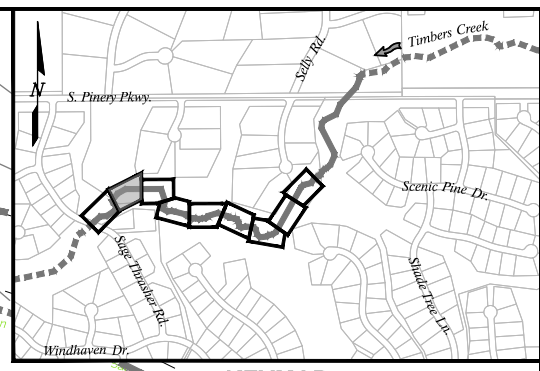 Timbers Creek
Selly Rd.
N
S. Pinery Pkwy.
Scenic Pine Dr.
Sage Thrasher Rd.
Shade Tree Ln.
Windhaven Dr.